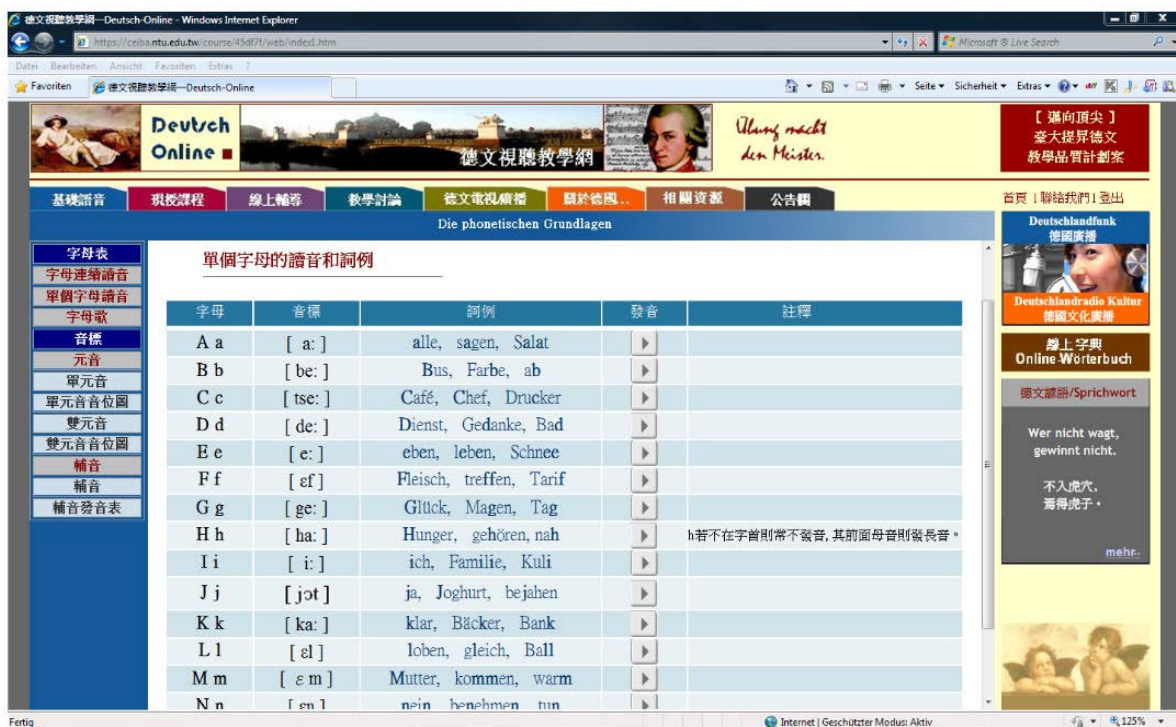 德文視聽教學網—Deutsch-Online - Windows Internet Explorer
https://ceiba.ntu.edu.tw/course/45df7f/web/index1.htm
Microsoft® Live Search
Datei Bearbeiten Ansicht Favoriten Extras ?
Favoriten 德文視聽教學網—Deutsch-Online
Seite Sicherheit Extras
Deutsch
Online
德文視聽教學網
Übung macht
den Meister.
[ 邁向頂尖 ]
臺大提昇德文
教學品質計劃案
基礎語音 現授課程 線上輔導 教學討論 德文電視/廣播 關於德國.. 相關資源 公告欄
首頁 | 聯絡我們 | 登出
Die phonetischen Grundlagen
字母表
字母連續讀音
單個字母讀音
字母歌
音標
元音
單元音
單元音音位圖
雙元音
雙元音音位圖
輔音
輔音
輔音發音表
單個字母的讀音和詞例
字母 音標 詞例 發音 註釋
A a [ a: ] alle, sagen, Salat
B b [ be: ] Bus, Farbe, ab
C c [ tse: ] Café, Chef, Drucker
D d [ de: ] Dienst, Gedanke, Bad
E e [ e: ] eben, leben, Schnee
F f [ ɛf ] Fleisch, treffen, Tarif
G g [ ge: ] Glück, Magen, Tag
H h [ ha: ] Hunger, gehören, nah h若不在字首則常不發音, 其前面母音則發長音。
I i [ i: ] ich, Familie, Kuli
J j [ jɔt ] ja, Joghurt, bejahen
K k [ ka: ] klar, Bäcker, Bank
L l [ ɛl ] loben, gleich, Ball
M m [ ɛ m ] Mutter, kommen, warm
N n [ ɛn ] nein, benehmen, tun
Deutschlandfunk
德國廣播
Deutschlandradio Kultur
德國文化廣播
線上字典
Online-Wörterbuch
德文諺語/Sprichwort
Wer nicht wagt,
gewinnt nicht.
不入虎穴，
焉得虎子。
mehr..
Fertig
Internet | Geschützter Modus: Aktiv
125%